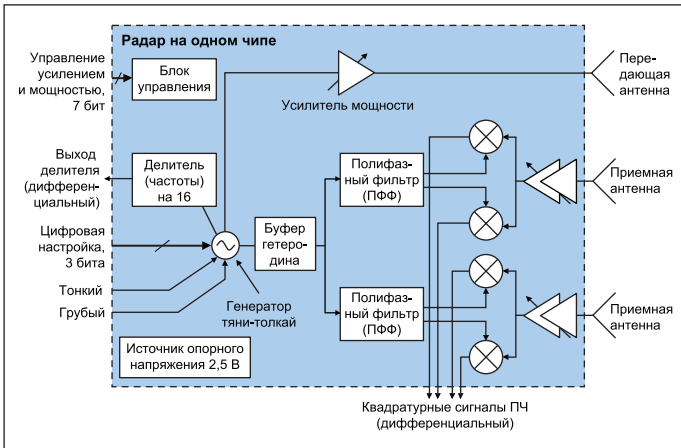 Радар на одном чипе
Управление
усилением
и мощностью,
7 бит
Блок
управления
Усилитель мощности
Пере-
дающая
антенна
Выход
делителя
(дифферен-
циальный)
Делитель
(частоты)
на 16
Полифаз-
ный фильтр
(ПФФ)
Приемная
антенна
Цифровая
настройка,
3 бита
Буфер
гетеро-
дина
Тонкий
Грубый
Генератор
тяни-толкай
Полифаз-
ный фильтр
(ПФФ)
Приемная
антенна
Источник опорного
напряжения 2,5 В
Квадратурные сигналы ПЧ
(дифференциальный)